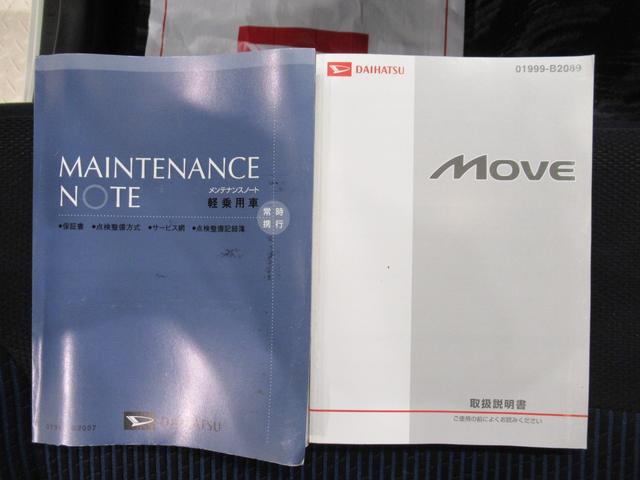 MAINTENANCE
NOTE
メンテナンスノート
軽乗用車
常時
携行
●保証書 ●点検整備方式 ●サービス網 ●点検整備記録簿
DAIHATSU
DAIHATSU
01999-B2089
MOVE
取扱説明書
ご使用の前によくお読みください